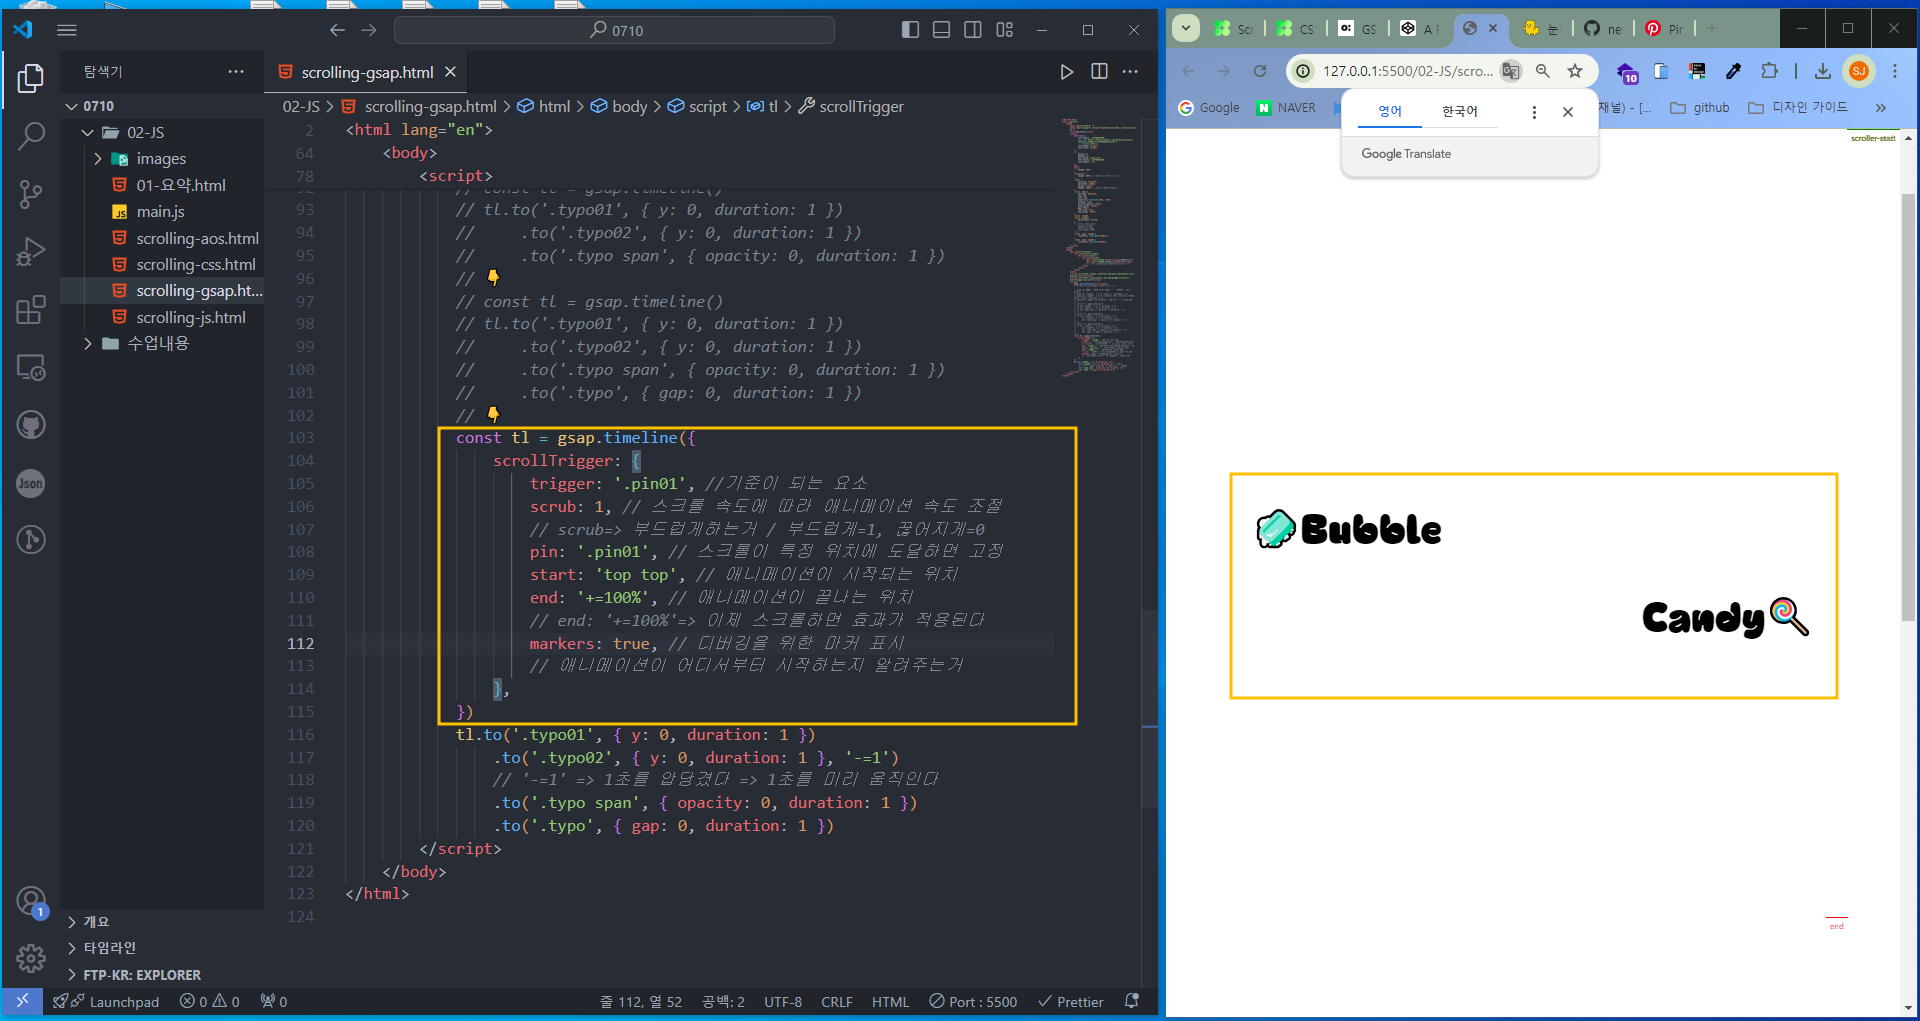 0710
탐색기
0710
02-JS
images
01-요약.html
main.js
scrolling-aos.html
scrolling-css.html
scrolling-gsap.ht...
scrolling-js.html
수업내용
개요
타임라인
FTP-KR: EXPLORER
scrolling-gsap.html
02-JS > scrolling-gsap.html > html > body > script > tl > scrollTrigger
2 <html lang="en">
64 <body>
78 <script>
92 // const tl = gsap.timeline()
93 // tl.to('.typo01', { y: 0, duration: 1 })
94 // .to('.typo02', { y: 0, duration: 1 })
95 // .to('.typo span', { opacity: 0, duration: 1 })
96 // 👇
97 // const tl = gsap.timeline()
98 // tl.to('.typo01', { y: 0, duration: 1 })
99 // .to('.typo02', { y: 0, duration: 1 })
100 // .to('.typo span', { opacity: 0, duration: 1 })
101 // .to('.typo', { gap: 0, duration: 1 })
102 // 👇
103 const tl = gsap.timeline({
104 scrollTrigger: {
105 trigger: '.pin01', //기준이 되는 요소
106 scrub: 1, // 스크롤 속도에 따라 애니메이션 속도 조절
107 // scrub=> 부드럽게하는거 / 부드럽게=1, 끊어지게=0
108 pin: '.pin01', // 스크롤이 특정 위치에 도달하면 고정
109 start: 'top top', // 애니메이션이 시작되는 위치
110 end: '+=100%', // 애니메이션이 끝나는 위치
111 // end: '+=100%'=> 이제 스크롤하면 효과가 적용된다
112 markers: true, // 디버깅을 위한 마커 표시
113 // 애니메이션이 어디서부터 시작하는지 알려주는거
114 },
115 })
116 tl.to('.typo01', { y: 0, duration: 1 })
117 .to('.typo02', { y: 0, duration: 1 }, '-=1')
118 // '-=1' => 1초를 압당겼다 => 1초를 미리 움직인다
119 .to('.typo span', { opacity: 0, duration: 1 })
120 .to('.typo', { gap: 0, duration: 1 })
121 </script>
122 </body>
123 </html>
124
Json
1
Launchpad 0 0 0 줄 112, 열 52 공백: 2 UTF-8 CRLF HTML Port : 5500 Prettier
Scr CS GS A F 눈 ne Pir
127.0.0.1:5500/02-JS/scro... 10 SJ
Google NAVER 채널) - [... github 디자인 가이드
영어 한국어
Google Translate
scroller-start
Bubble
Candy
end